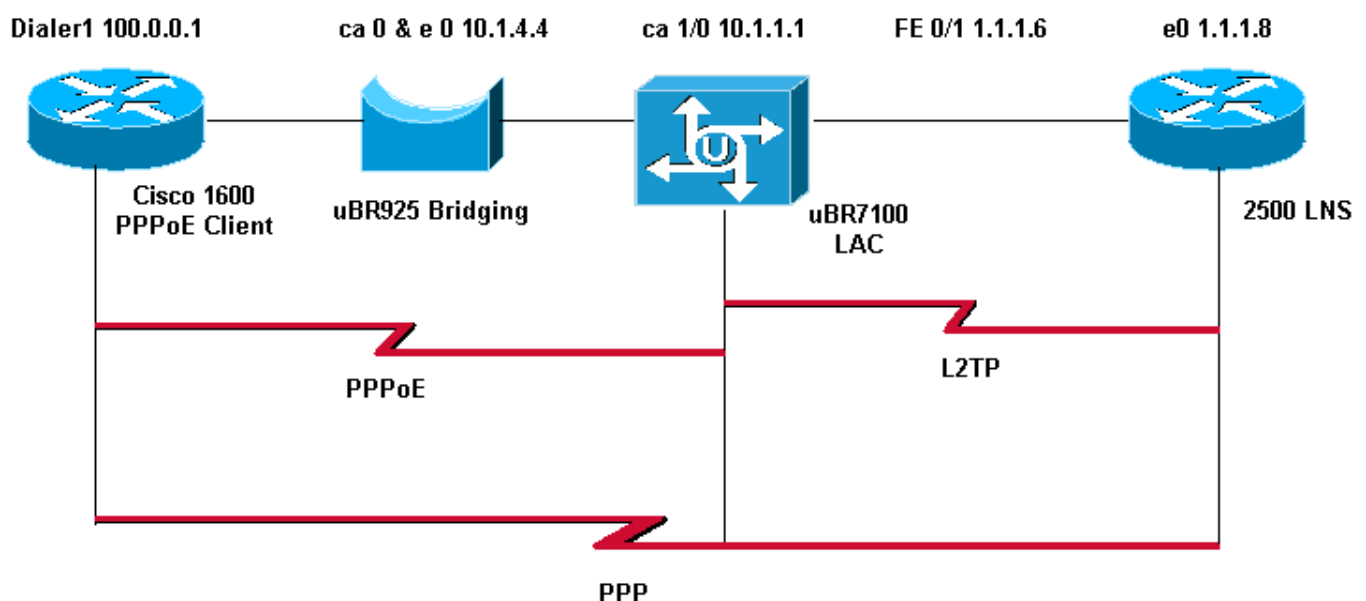 Dialer1 100.0.0.1
ca 0 & e 0 10.1.4.4
ca 1/0 10.1.1.1
FE 0/1 1.1.1.6
e0 1.1.1.8
U
Cisco 1600
PPPoE Client
uBR925 Bridging
uBR7100
LAC
2500 LNS
PPPoE
L2TP
PPP